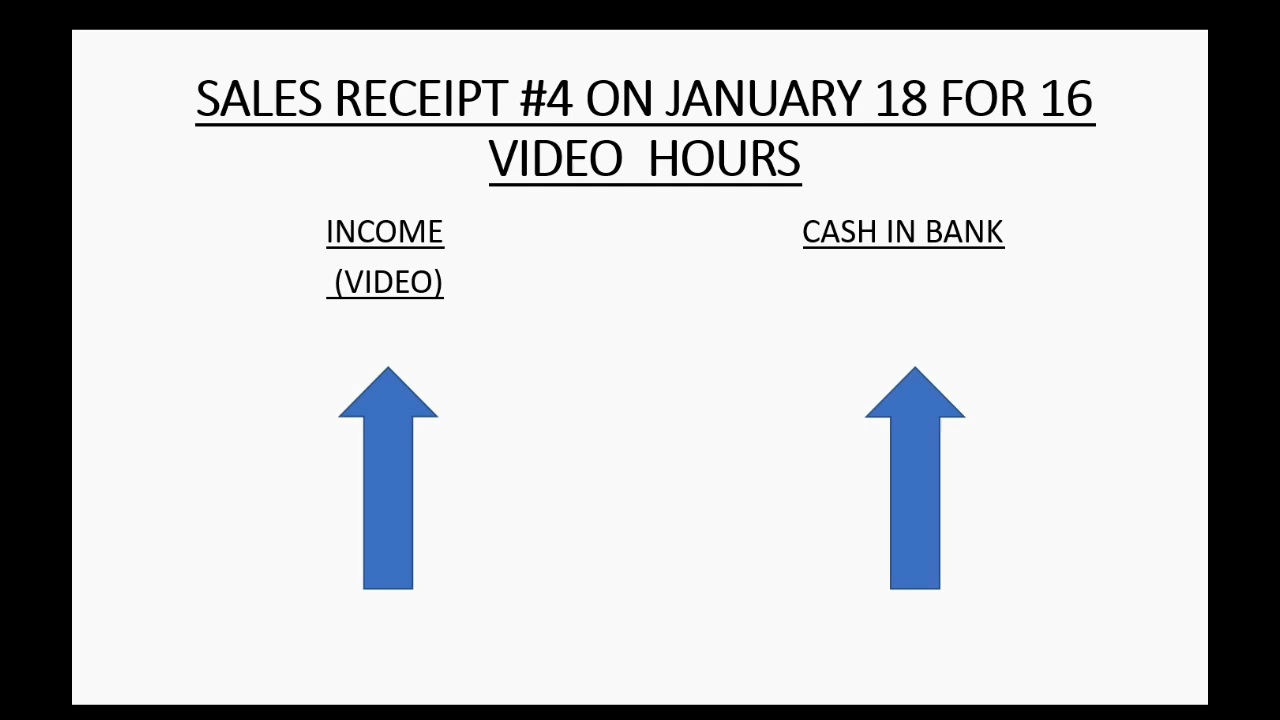 SALES RECEIPT #4 ON JANUARY 18 FOR 16
VIDEO  HOURS
INCOME
(VIDEO)
CASH IN BANK